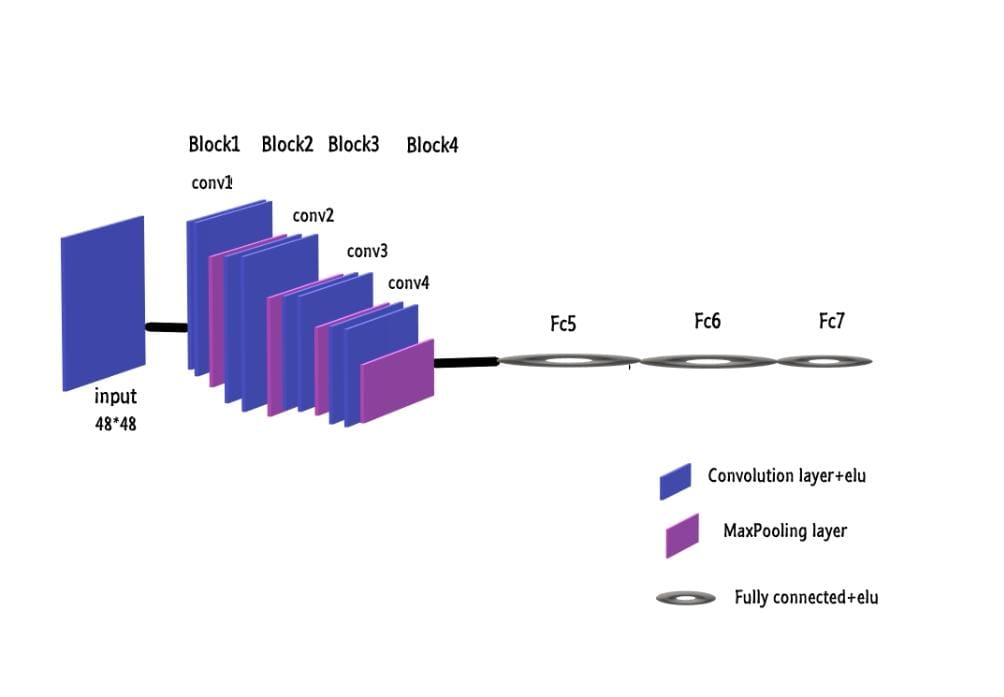 Block1 Block2 Block3 Block4
conv1
conv2
conv3
conv4
Fc5 Fc6 Fc7
input
48*48
Convolution layer+elu
MaxPooling layer
Fully connected+elu